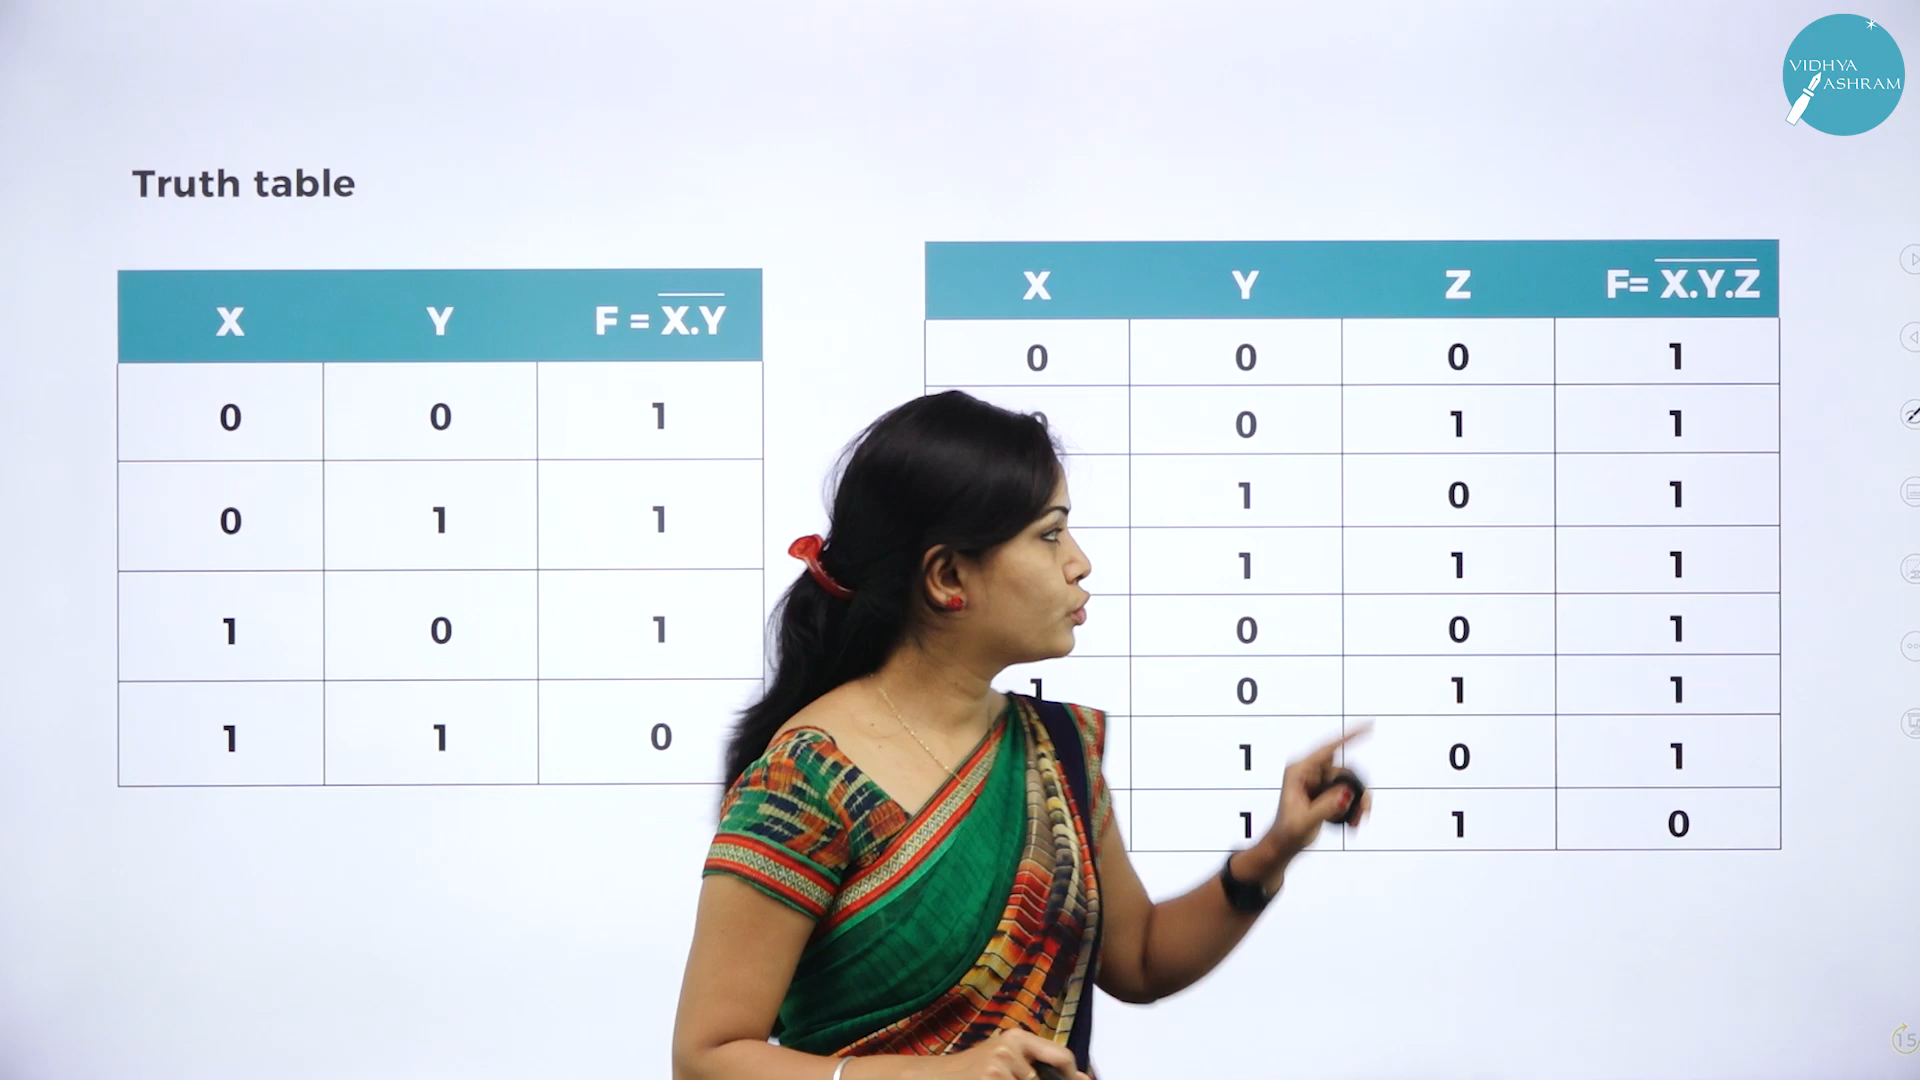 VIDHYA
ASHRAM
Truth table
X Y F = X̅.̅Y̅
0 0 1
0 1 1
1 0 1
1 1 0
X Y Z F= X̅.̅Y̅.̅Z̅
0 0 0 1
0 1 1
1 0 1
1 1 1
0 0 1
1 0 1 1
1 0 1
1 1 0
15